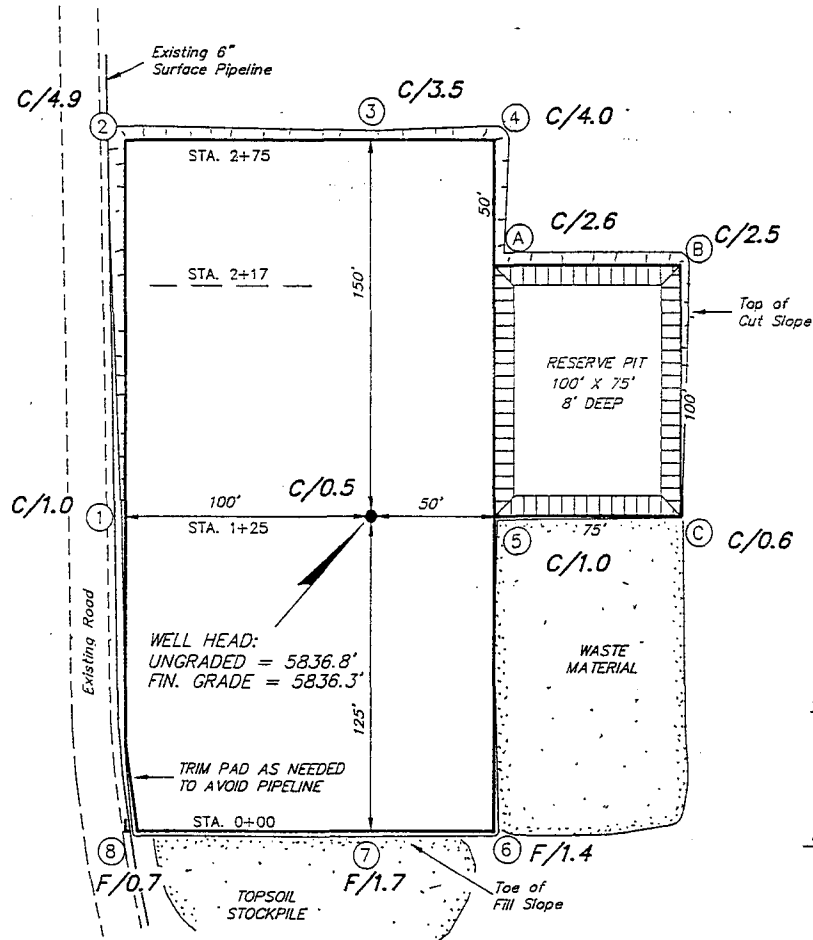 Existing 6"
Surface Pipeline
C/4.9
2
3
C/3.5
4
C/4.0
STA. 2+75
50'
A
C/2.6
B
C/2.5
STA. 2+17
150'
Top of
Cut Slope
RESERVE PIT
100' X 75'
8' DEEP
100'
C/1.0
1
100'
C/0.5
50'
STA. 1+25
5
75'
C
C/1.0
C/0.6
Existing Road
WELL HEAD:
UNGRADED = 5836.8'
FIN. GRADE = 5836.3'
WASTE
MATERIAL
125'
TRIM PAD AS NEEDED
TO AVOID PIPELINE
STA. 0+00
8
F/0.7
7
F/1.7
6
F/1.4
Toe of
Fill Slope
TOPSOIL
STOCKPILE